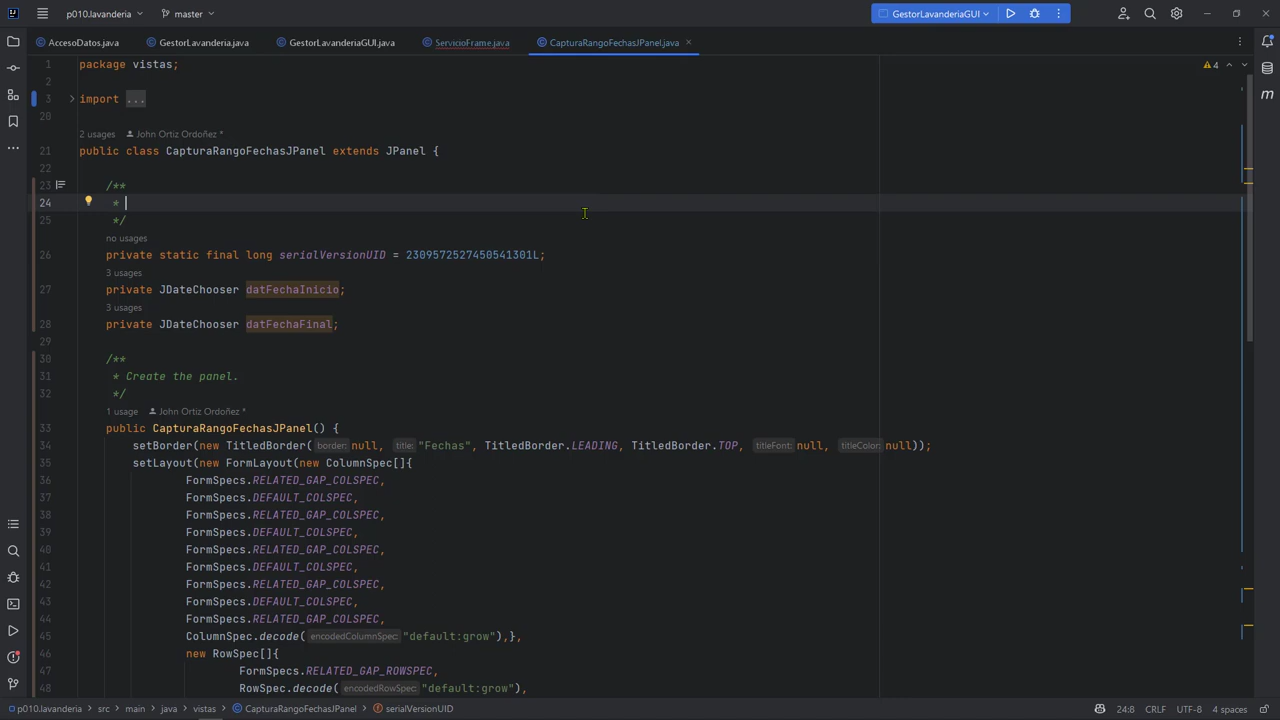 p010.lavanderia master GestorLavanderiaGUI
AccesoDatos.java GestorLavanderia.java GestorLavanderiaGUI.java ServicioFrame.java CapturaRangoFechasJPanel.java
1 package vistas; 4
2
3 import ...
20
2 usages John Ortiz Ordoñez *
21 public class CapturaRangoFechasJPanel extends JPanel {
22
23 /**
24 *
25 */
no usages
26 private static final long serialVersionUID = 2309572527450541301L;
3 usages
27 private JDateChooser datFechaInicio;
3 usages
28 private JDateChooser datFechaFinal;
29
30 /**
31 * Create the panel.
32 */
1 usage John Ortiz Ordoñez *
33 public CapturaRangoFechasJPanel() {
34 setBorder(new TitledBorder( border: null, title: "Fechas", TitledBorder.LEADING, TitledBorder.TOP, titleFont: null, titleColor: null));
35 setLayout(new FormLayout(new ColumnSpec[]{
36 FormSpecs.RELATED_GAP_COLSPEC,
37 FormSpecs.DEFAULT_COLSPEC,
38 FormSpecs.RELATED_GAP_COLSPEC,
39 FormSpecs.DEFAULT_COLSPEC,
40 FormSpecs.RELATED_GAP_COLSPEC,
41 FormSpecs.DEFAULT_COLSPEC,
42 FormSpecs.RELATED_GAP_COLSPEC,
43 FormSpecs.DEFAULT_COLSPEC,
44 FormSpecs.RELATED_GAP_COLSPEC,
45 ColumnSpec.decode( encodedColumnSpec: "default:grow"),},
46 new RowSpec[]{
47 FormSpecs.RELATED_GAP_ROWSPEC,
48 RowSpec.decode( encodedRowSpec: "default:grow"),
p010.lavanderia > src > main > java > vistas > CapturaRangoFechasJPanel > serialVersionUID 24:8 CRLF UTF-8 4 spaces